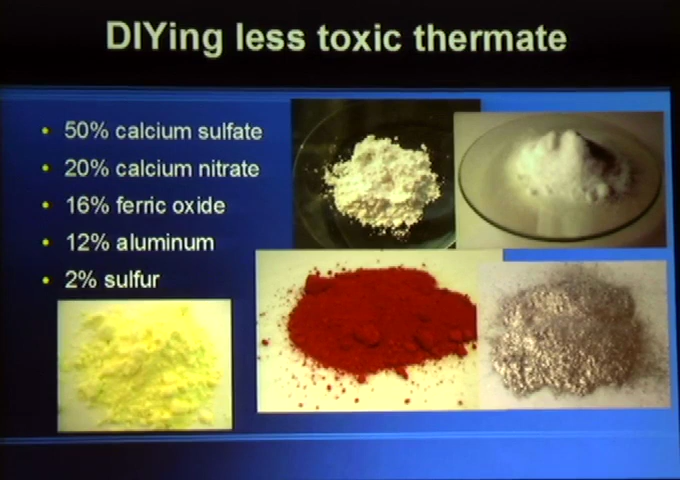 DIYing less toxic thermate
• 50% calcium sulfate
• 20% calcium nitrate
• 16% ferric oxide
• 12% aluminum
• 2% sulfur